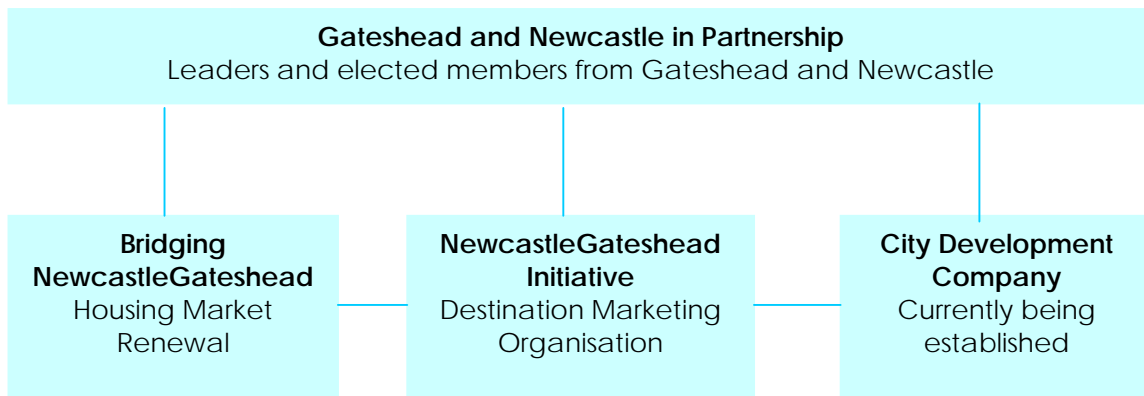 Gateshead and Newcastle in Partnership
Leaders and elected members from Gateshead and Newcastle
Bridging
NewcastleGateshead
Housing Market
Renewal
NewcastleGateshead
Initiative
Destination Marketing
Organisation
City Development
Company
Currently being
established